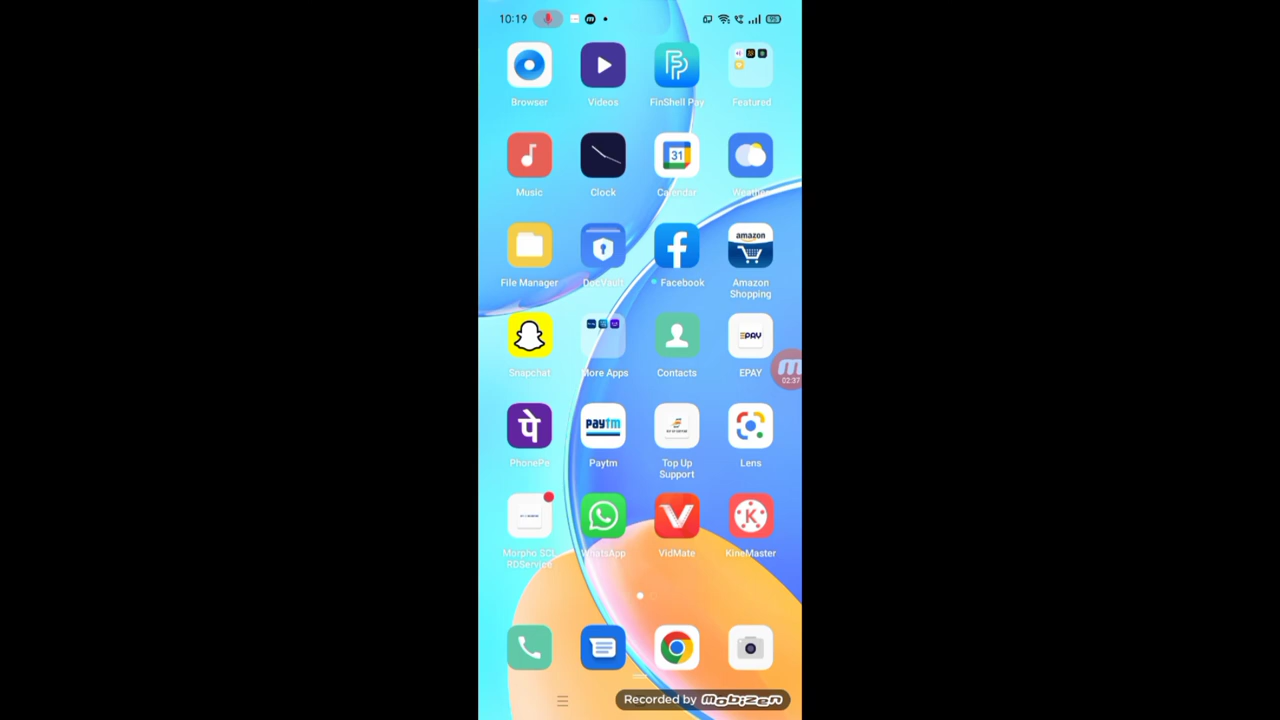 10:19
Browser
Videos
FinShell Pay
Featured
31
Music
Clock
Calendar
Weather
amazon
File Manager
DocVault
Facebook
Amazon
Shopping
EPAY
Snapchat
More Apps
Contacts
EPAY
02:37
पे
Paytm
PhonePe
Paytm
Top Up
Support
Lens
K
Morpho SCL
RDService
WhatsApp
VidMate
KineMaster
Recorded by mobizen